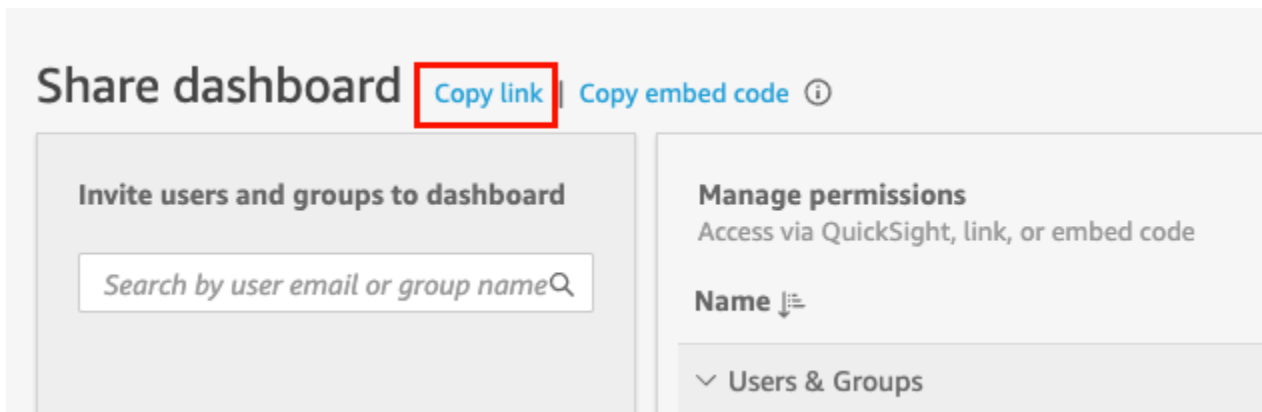 Share dashboard Copy link | Copy embed code
Invite users and groups to dashboard
Search by user email or group name
Manage permissions
Access via QuickSight, link, or embed code
Name
Users & Groups